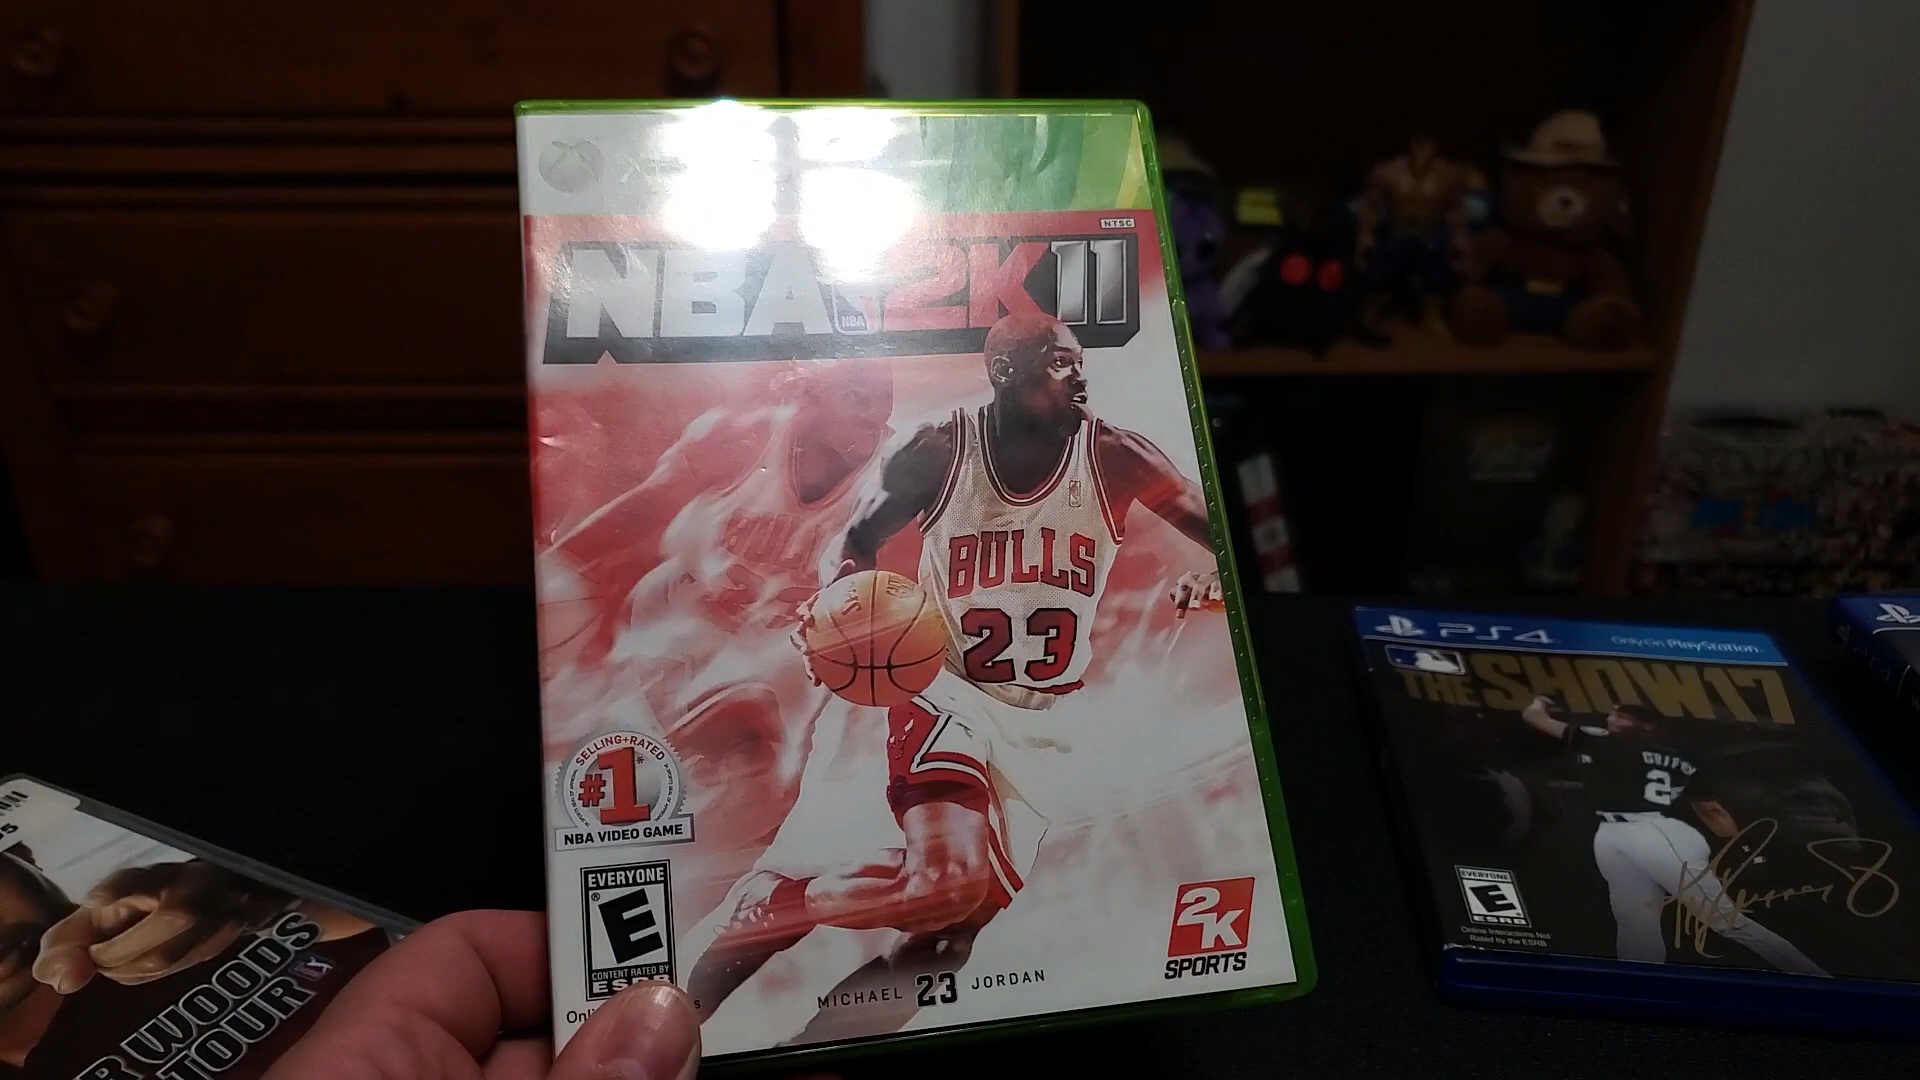 NTSC
NBA 2K11
NBA
BULLS
23
SELLING+RATED
#1*
NBA VIDEO GAME
EVERYONE
E
CONTENT RATED BY
ESRB
MICHAEL 23 JORDAN
2K
SPORTS
R WOODS
TOUR
PS4
Only On PlayStation
THE SHOW 17
GRIFFEY
2
EVERYONE
E
ESRB
Online Interactions Not
Rated by the ESRB